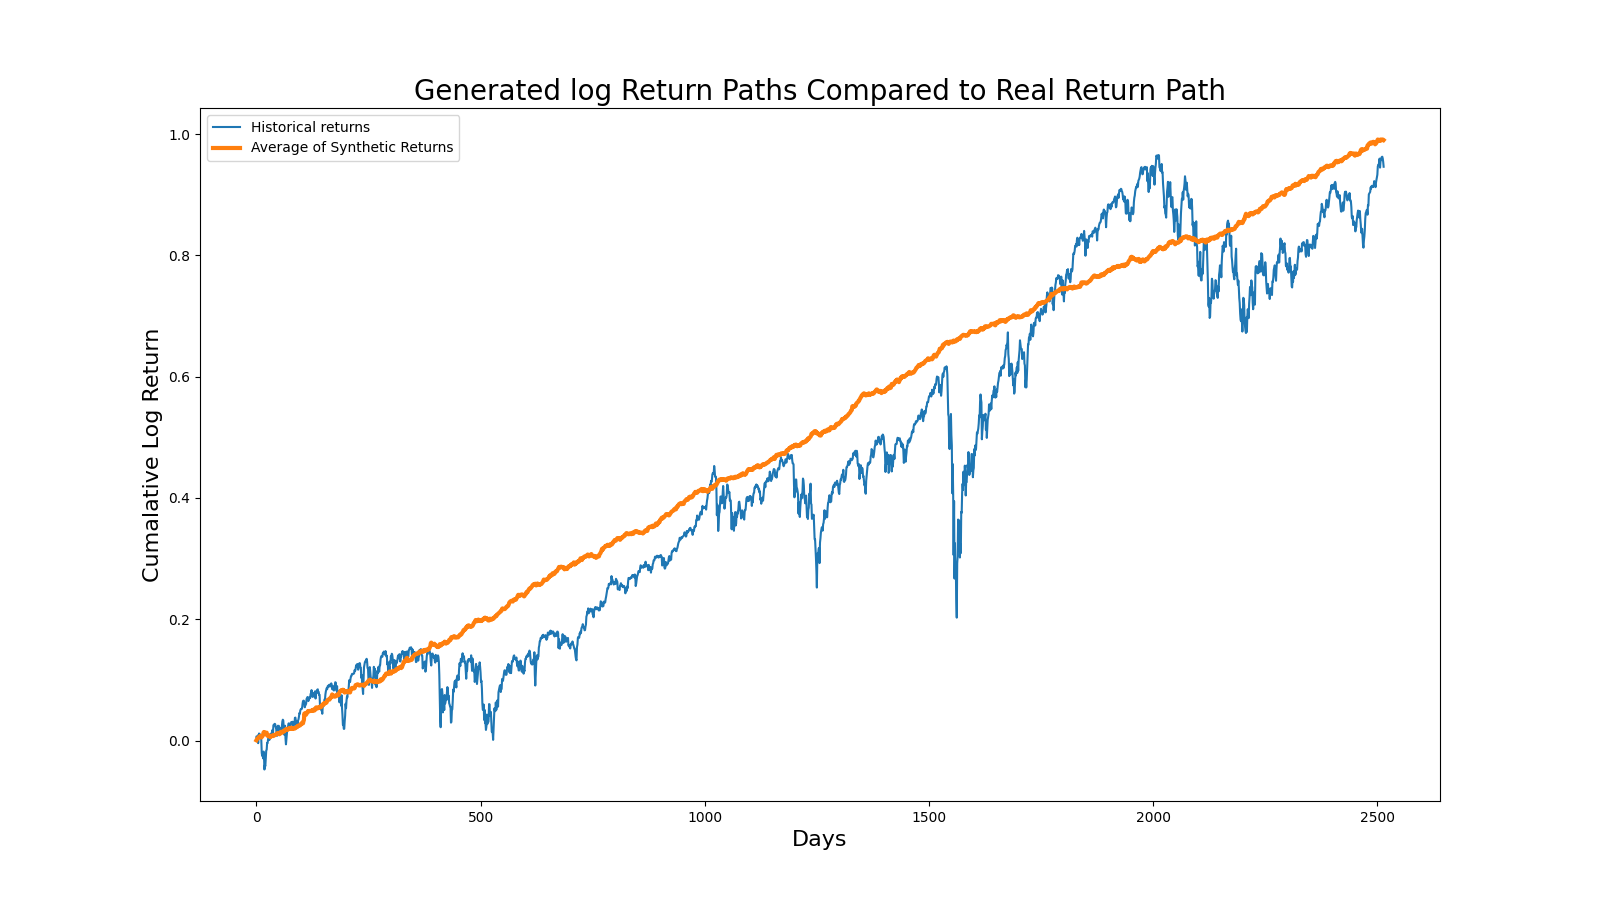 Generated log Return Paths Compared to Real Return Path
Historical returns
Average of Synthetic Returns
Cumalative Log Return
1.0
0.8
0.6
0.4
0.2
0.0
0 500 1000 1500 2000 2500
Days